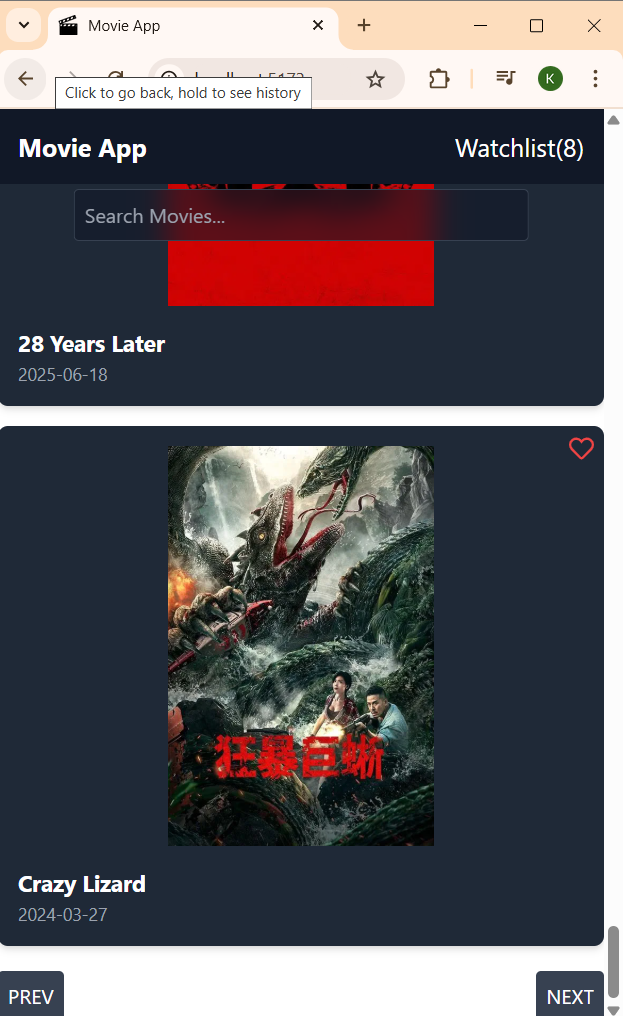 Movie App
Click to go back, hold to see history
K
Movie App
Watchlist(8)
Search Movies...
28 Years Later
2025-06-18
狂暴巨蜥
Crazy Lizard
2024-03-27
PREV
NEXT